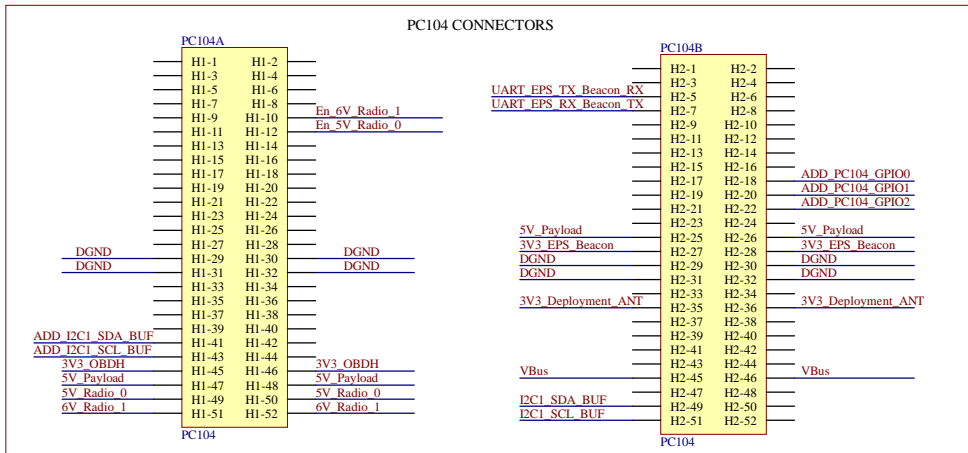 PC104 CONNECTORS
PC104A
H1-1 H1-2
H1-3 H1-4
H1-5 H1-6
H1-7 H1-8
H1-9 H1-10 En_6V_Radio_1
H1-11 H1-12 En_5V_Radio_0
H1-13 H1-14
H1-15 H1-16
H1-17 H1-18
H1-19 H1-20
H1-21 H1-22
H1-23 H1-24
H1-25 H1-26
H1-27 H1-28
DGND H1-29 H1-30 DGND
DGND H1-31 H1-32 DGND
H1-33 H1-34
H1-35 H1-36
H1-37 H1-38
H1-39 H1-40
ADD_I2C1_SDA_BUF H1-41 H1-42
ADD_I2C1_SCL_BUF H1-43 H1-44
3V3_OBDH H1-45 H1-46 3V3_OBDH
5V_Payload H1-47 H1-48 5V_Payload
5V_Radio_0 H1-49 H1-50 5V_Radio_0
6V_Radio_1 H1-51 H1-52 6V_Radio_1
PC104
PC104B
H2-1 H2-2
H2-3 H2-4
UART_EPS_TX_Beacon_RX H2-5 H2-6
UART_EPS_RX_Beacon_TX H2-7 H2-8
H2-9 H2-10
H2-11 H2-12
H2-13 H2-14
H2-15 H2-16
H2-17 H2-18 ADD_PC104_GPIO0
H2-19 H2-20 ADD_PC104_GPIO1
H2-21 H2-22 ADD_PC104_GPIO2
H2-23 H2-24
5V_Payload H2-25 H2-26 5V_Payload
3V3_EPS_Beacon H2-27 H2-28 3V3_EPS_Beacon
DGND H2-29 H2-30 DGND
DGND H2-31 H2-32 DGND
H2-33 H2-34
3V3_Deployment_ANT H2-35 H2-36 3V3_Deployment_ANT
H2-37 H2-38
H2-39 H2-40
H2-41 H2-42
H2-43 H2-44
VBus H2-45 H2-46 VBus
H2-47 H2-48
I2C1_SDA_BUF H2-49 H2-50
I2C1_SCL_BUF H2-51 H2-52
PC104